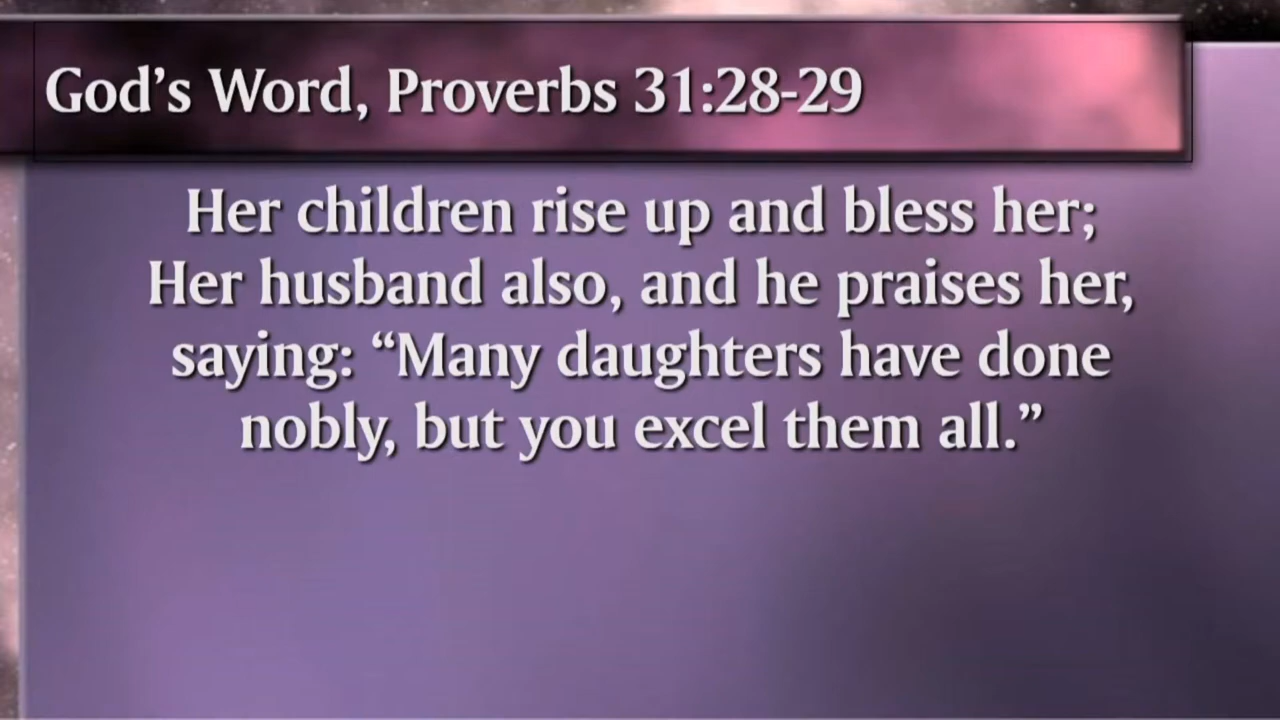 God’s Word, Proverbs 31:28-29
Her children rise up and bless her;
Her husband also, and he praises her,
saying: “Many daughters have done
nobly, but you excel them all.”